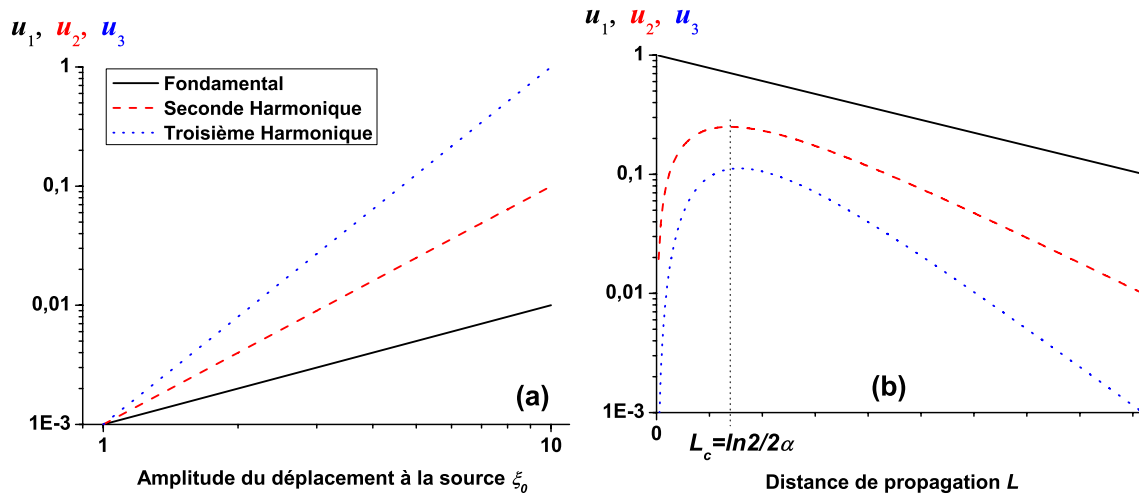 u1, u2, u3
1
0,1
0,01
1E-3
Fondamental
Seconde Harmonique
Troisième Harmonique
(a)
1
10
Amplitude du déplacement à la source ξ0
u1, u2, u3
1
0,1
0,01
1E-3
(b)
0
Lc=ln2/2α
Distance de propagation L